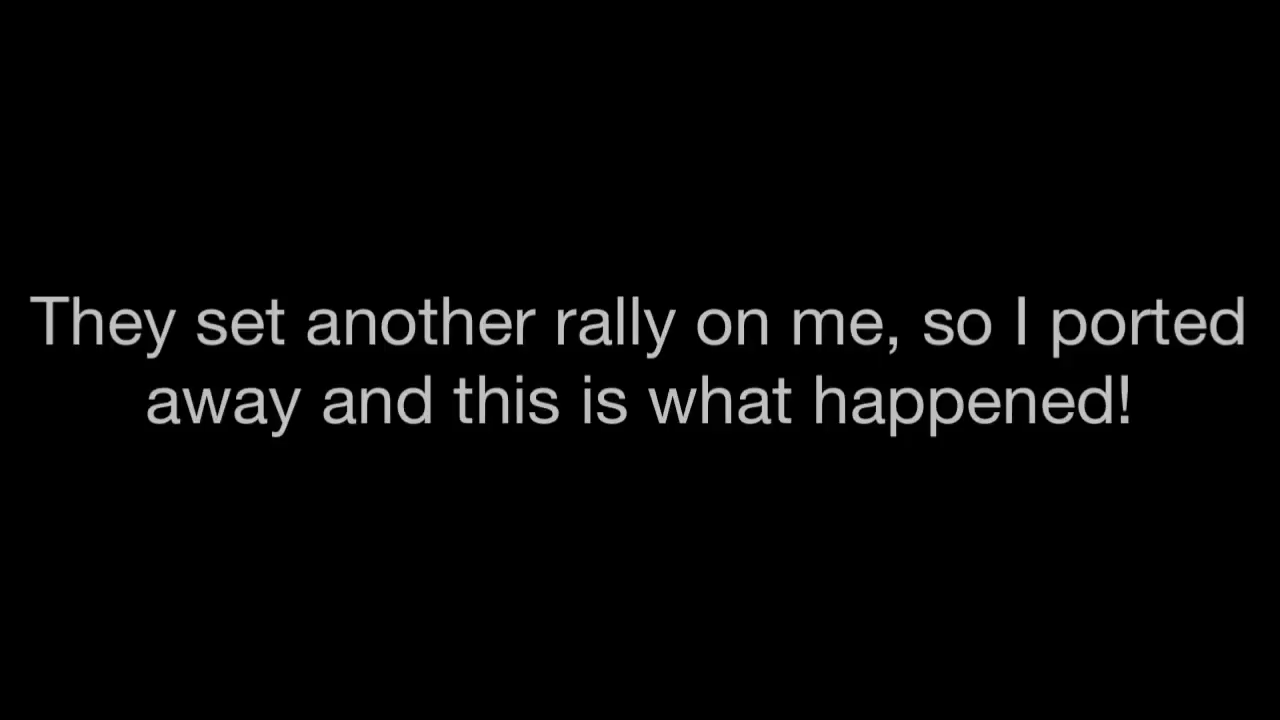 They set another rally on me, so I ported
away and this is what happened!